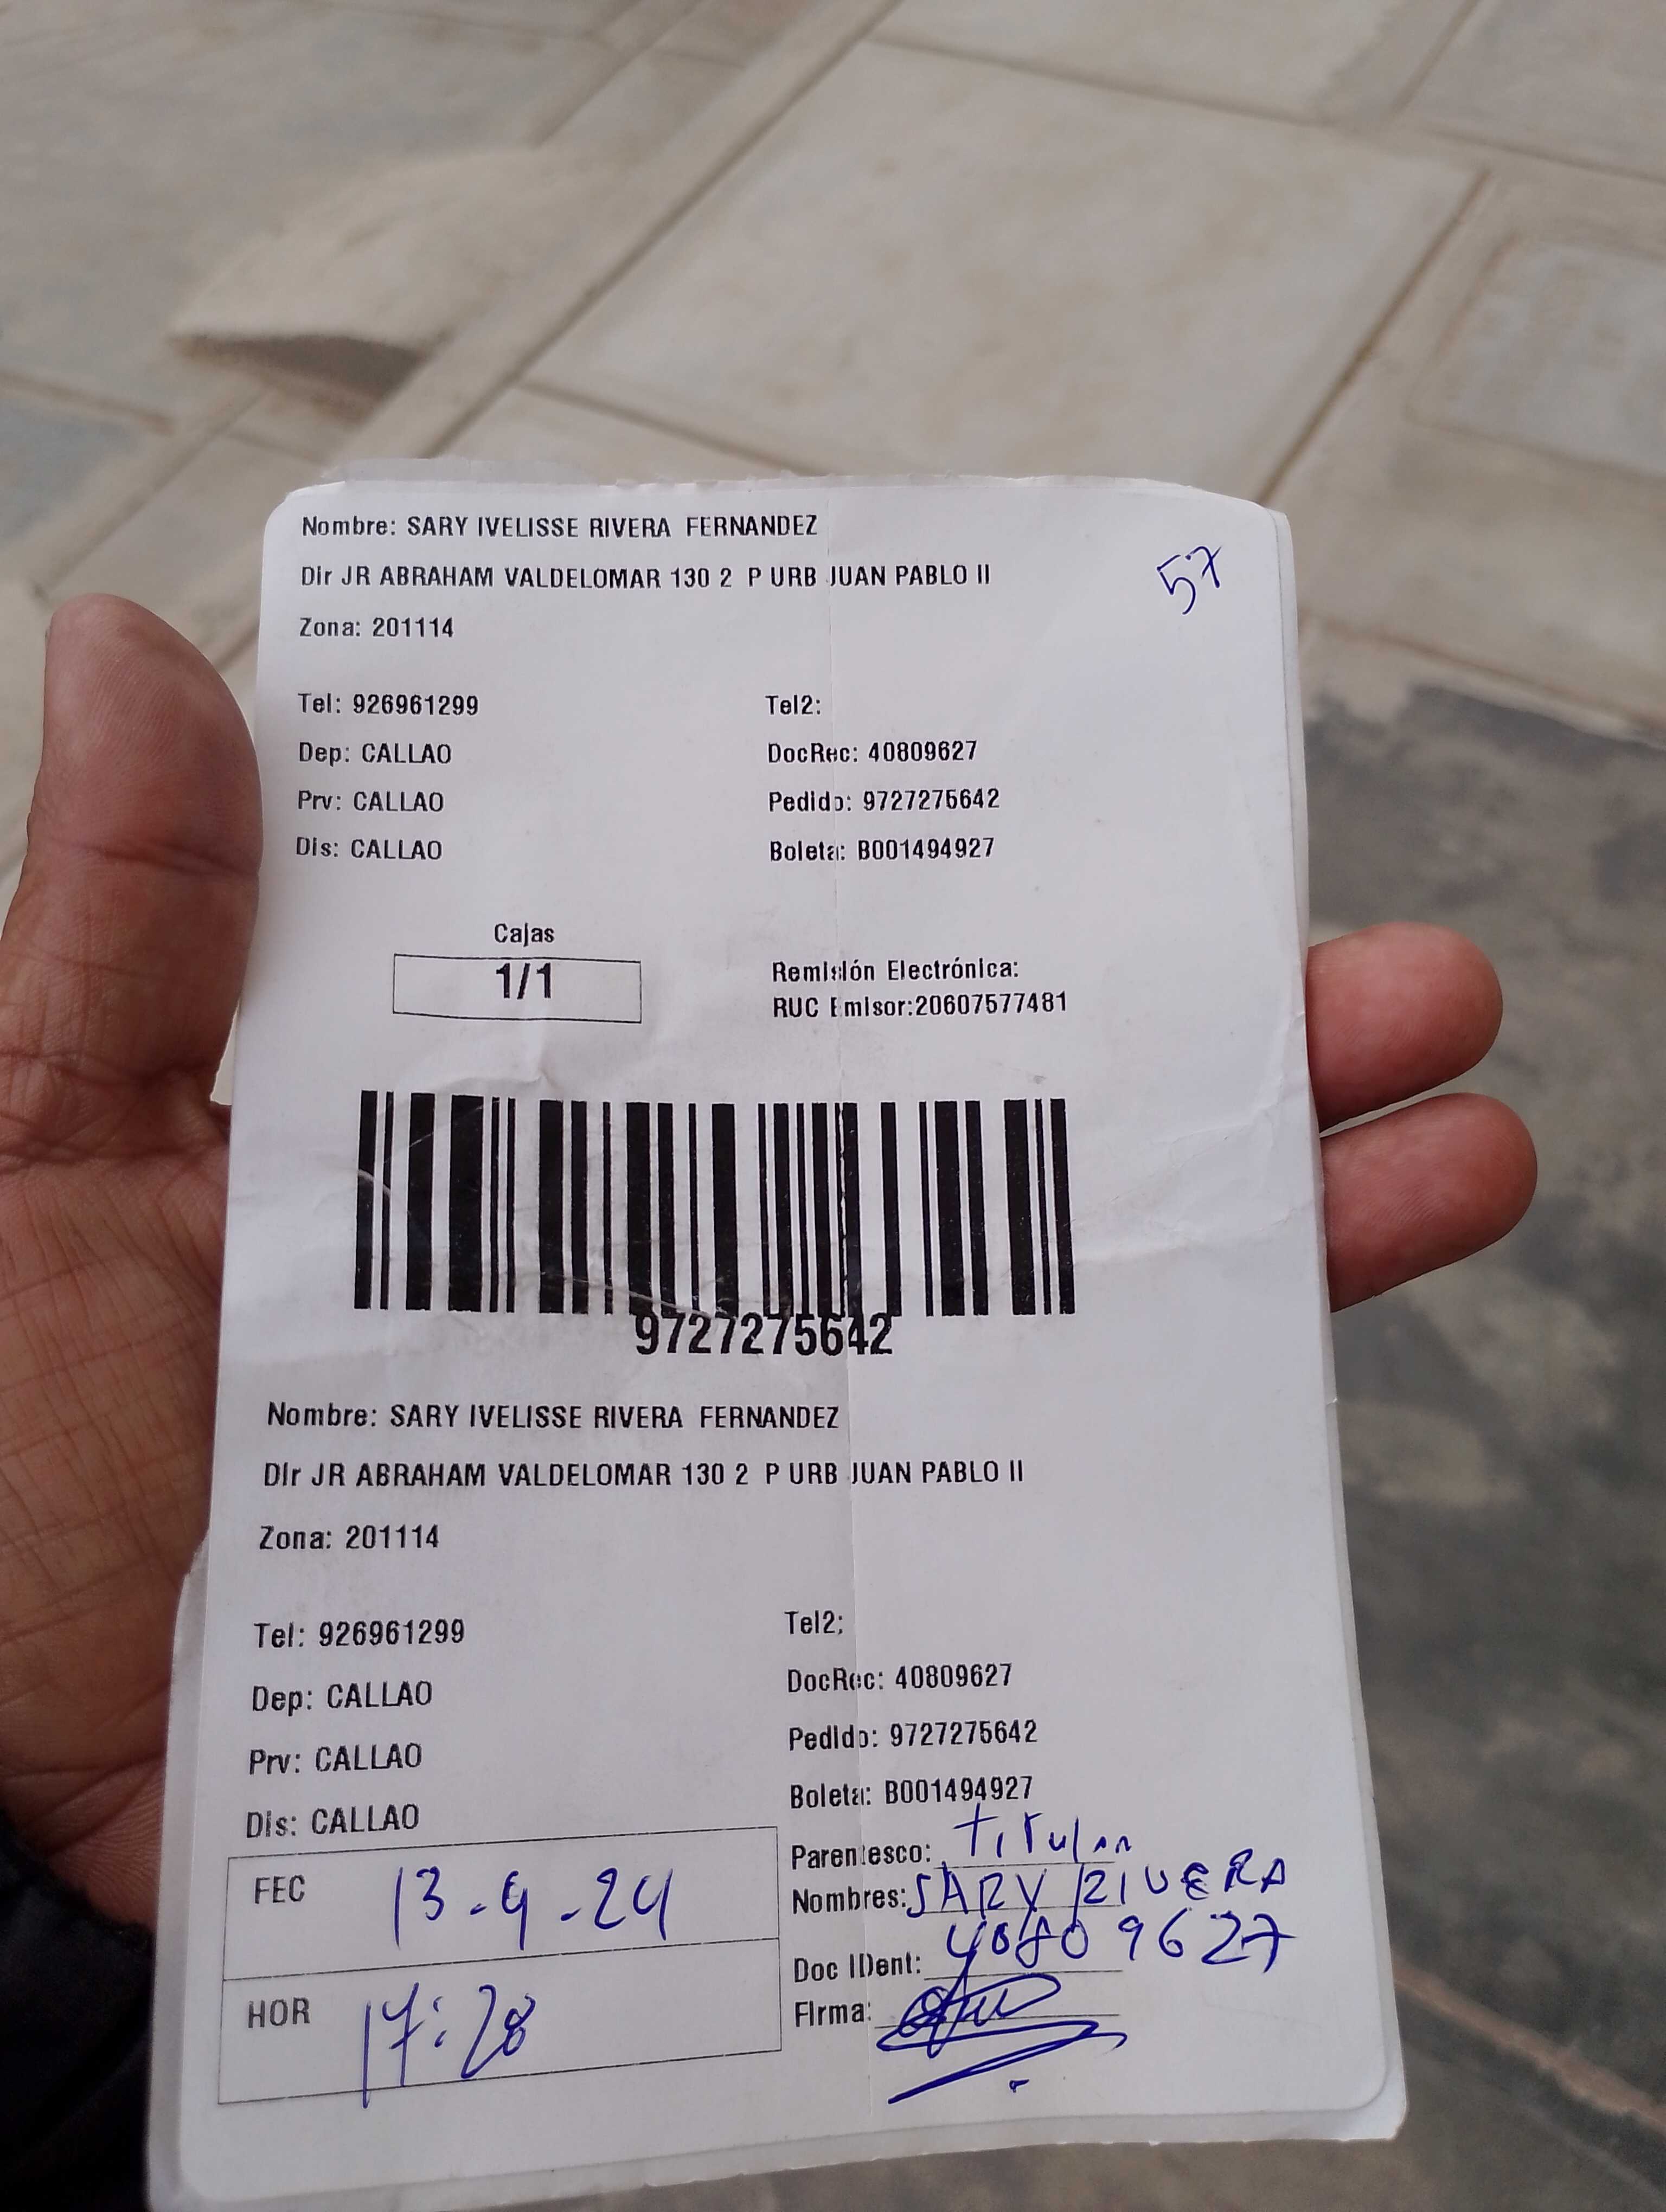 Nombre: SARY IVELISSE RIVERA FERNANDEZ
57
Dir JR ABRAHAM VALDELOMAR 130 2 P URB JUAN PABLO II
Zona: 201114
Tel: 926961299 Tel2:
Dep: CALLAO DocRec: 40809627
Prv: CALLAO Pedido: 9727275642
Dis: CALLAO Boleta: B001494927
Cajas
1/1
Remisión Electrónica:
RUC Emisor:20607577481
9727275642
Nombre: SARY IVELISSE RIVERA FERNANDEZ
Dir JR ABRAHAM VALDELOMAR 130 2 P URB JUAN PABLO II
Zona: 201114
Tel: 926961299 Tel2:
Dep: CALLAO DocRec: 40809627
Prv: CALLAO Pedido: 9727275642
Dis: CALLAO Boleta: B001494927
Parentesco: Titular
FEC 13-9-24 Nombres: SARY RIVERA
Doc IDent: 40809627
HOR 17:28 Firma: